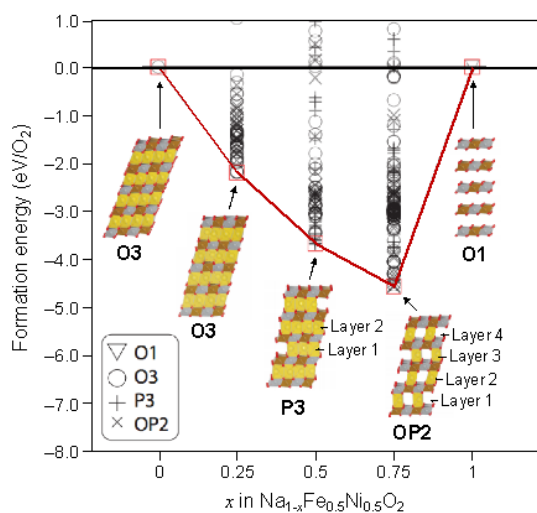 Formation energy (eV/O₂)
1.0
0.0
−1.0
−2.0
−3.0
−4.0
−5.0
−6.0
−7.0
−8.0
O3
O3
Layer 2
Layer 1
P3
Layer 4
Layer 3
Layer 2
Layer 1
OP2
O1
O1
O3
P3
OP2
0 0.25 0.5 0.75 1
x in Na₁₋ₓFe₀.₅Ni₀.₅O₂